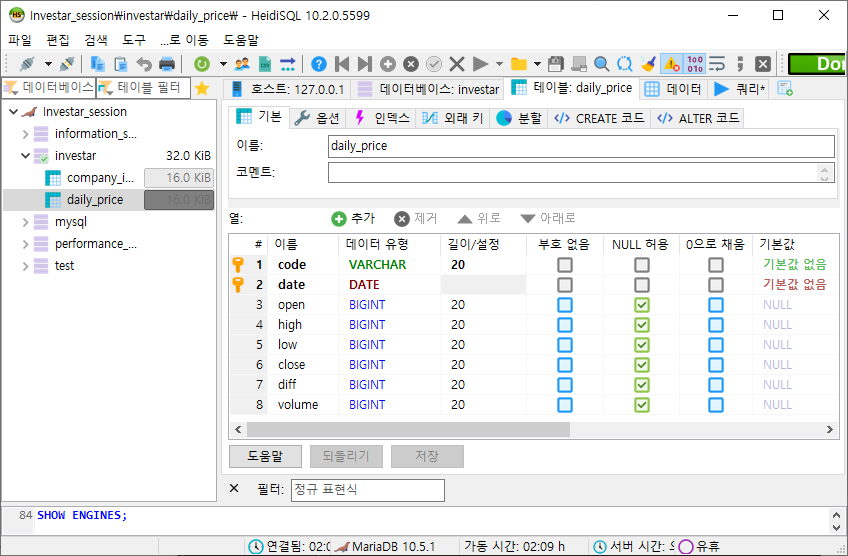 Investar_session\investar\daily_price\ - HeidiSQL 10.2.0.5599
파일 편집 검색 도구 ...로 이동 도움말
Don
데이터베이스 테이블 필터
호스트: 127.0.0.1 데이터베이스: investar 테이블: daily_price 데이터 쿼리*
Investar_session
information_s...
investar 32.0 KiB
company_i... 16.0 KiB
daily_price 16.0 KiB
mysql
performance_...
test
기본 옵션 인덱스 외래 키 분할 CREATE 코드 ALTER 코드
이름: daily_price
코멘트:
열: 추가 제거 위로 아래로
# 이름 데이터 유형 길이/설정 부호 없음 NULL 허용 0으로 채움 기본값
1 code VARCHAR 20 기본값 없음
2 date DATE 기본값 없음
3 open BIGINT 20 NULL
4 high BIGINT 20 NULL
5 low BIGINT 20 NULL
6 close BIGINT 20 NULL
7 diff BIGINT 20 NULL
8 volume BIGINT 20 NULL
도움말 되돌리기 저장
필터: 정규 표현식
84 SHOW ENGINES;
연결됨: 02:0 MariaDB 10.5.1 가동 시간: 02:09 h 서버 시간: 유휴